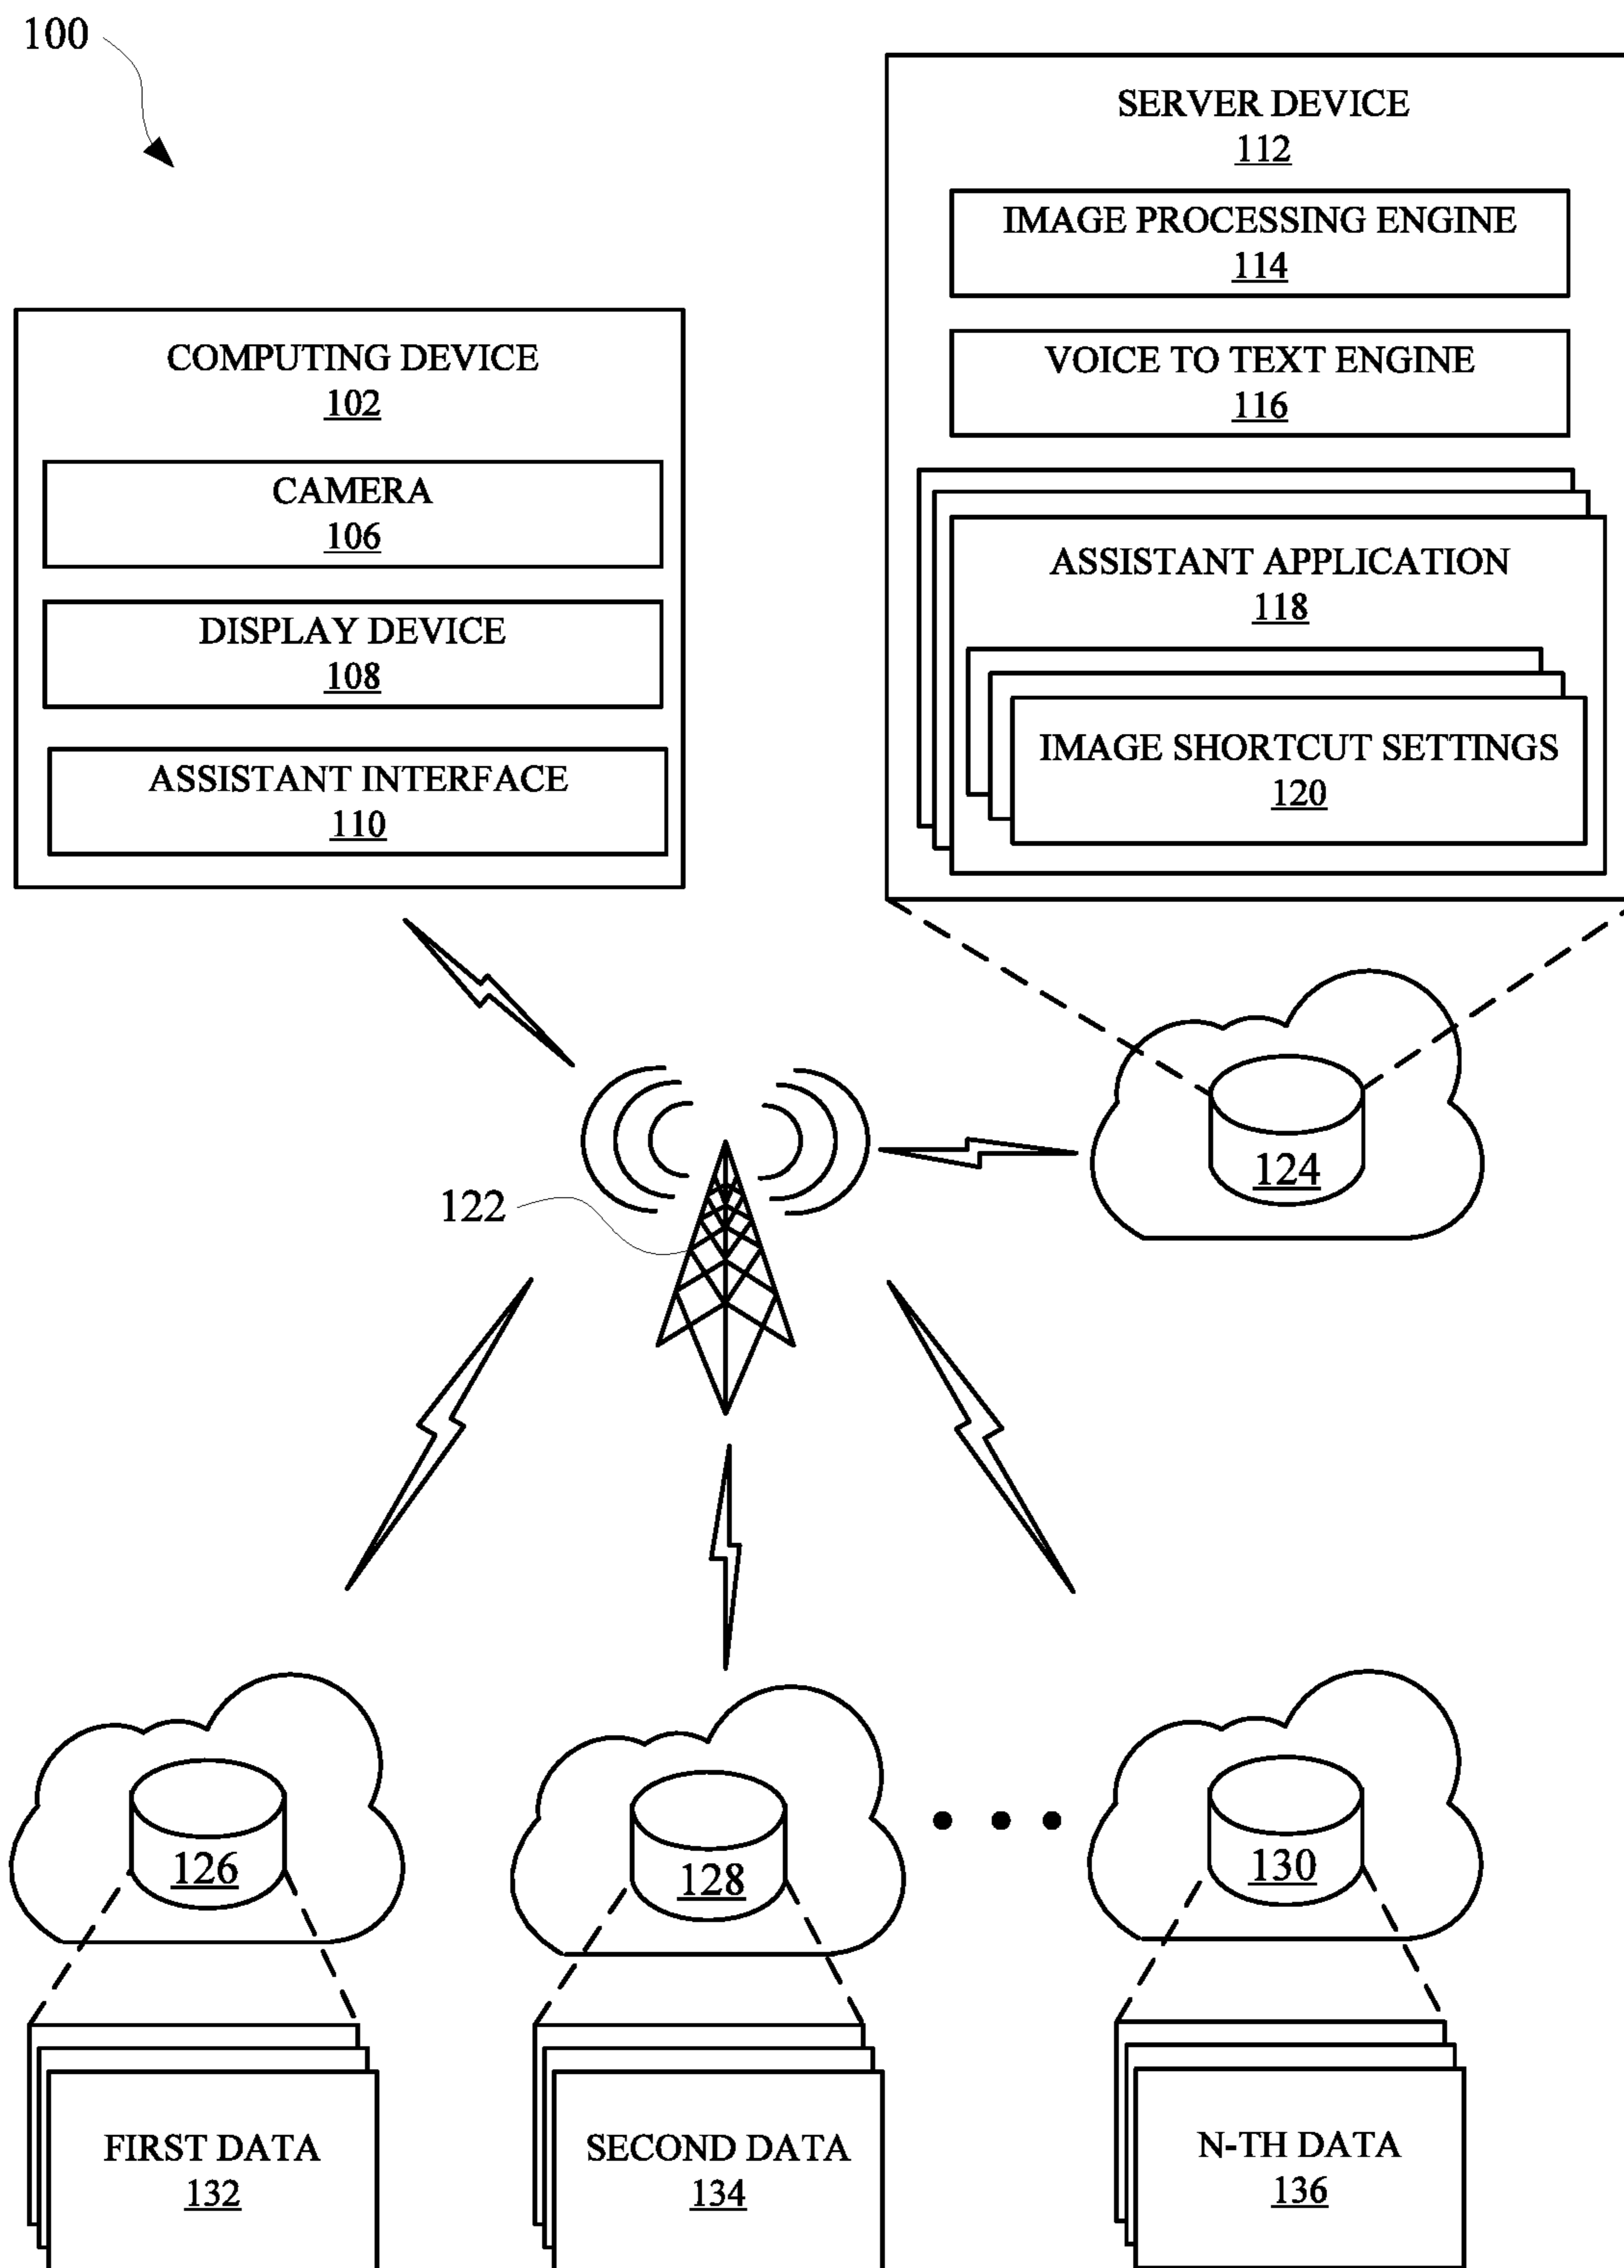 100
SERVER DEVICE
112
IMAGE PROCESSING ENGINE
114
VOICE TO TEXT ENGINE
116
ASSISTANT APPLICATION
118
IMAGE SHORTCUT SETTINGS
120
COMPUTING DEVICE
102
CAMERA
106
DISPLAY DEVICE
108
ASSISTANT INTERFACE
110
122
124
126
128
130
FIRST DATA
132
SECOND DATA
134
N-TH DATA
136